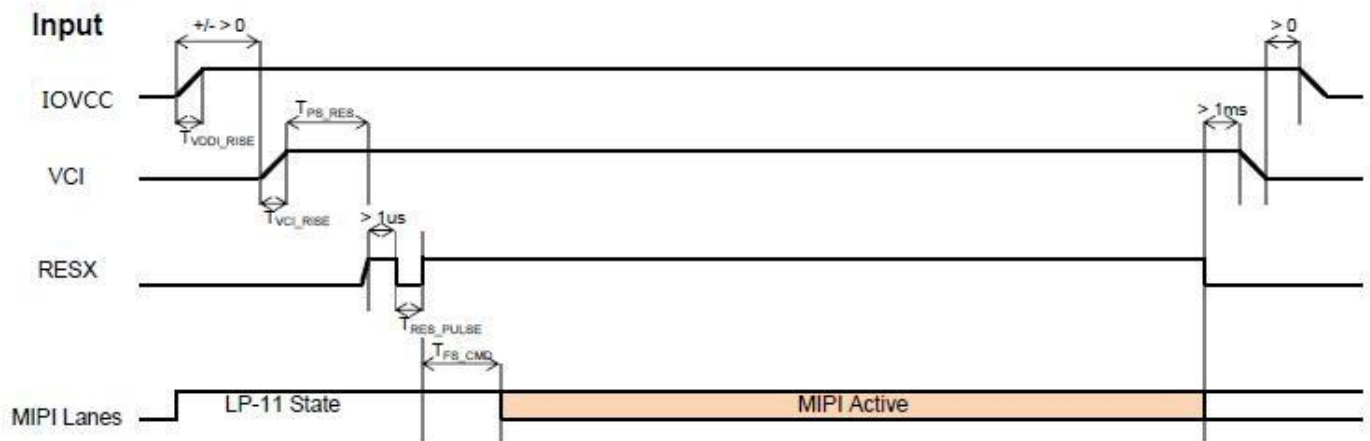 Input
+/- > 0
> 0
IOVCC
TPS_RES
> 1ms
TVDDI_RISE
VCI
TVCI_RISE
> 1us
RESX
TRES_PULSE
TFS_CMD
LP-11 State
MIPI Active
MIPI Lanes